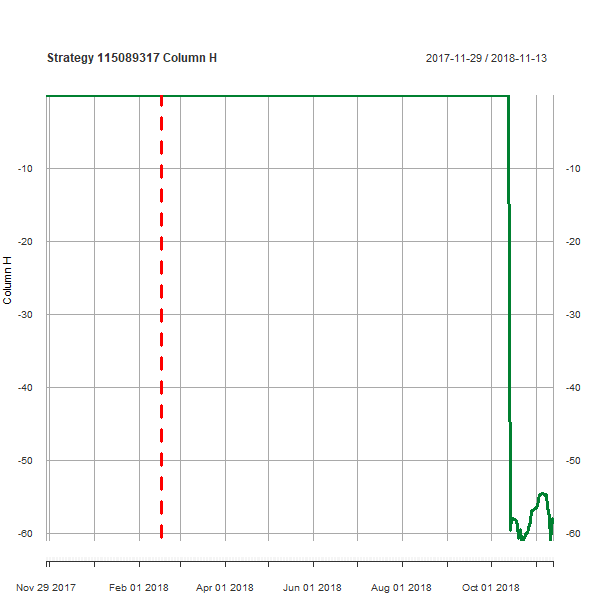 Strategy 115089317 Column H
2017-11-29 / 2018-11-13
Column H
-10
-20
-30
-40
-50
-60
-10
-20
-30
-40
-50
-60
Nov 29 2017
Feb 01 2018
Apr 01 2018
Jun 01 2018
Aug 01 2018
Oct 01 2018